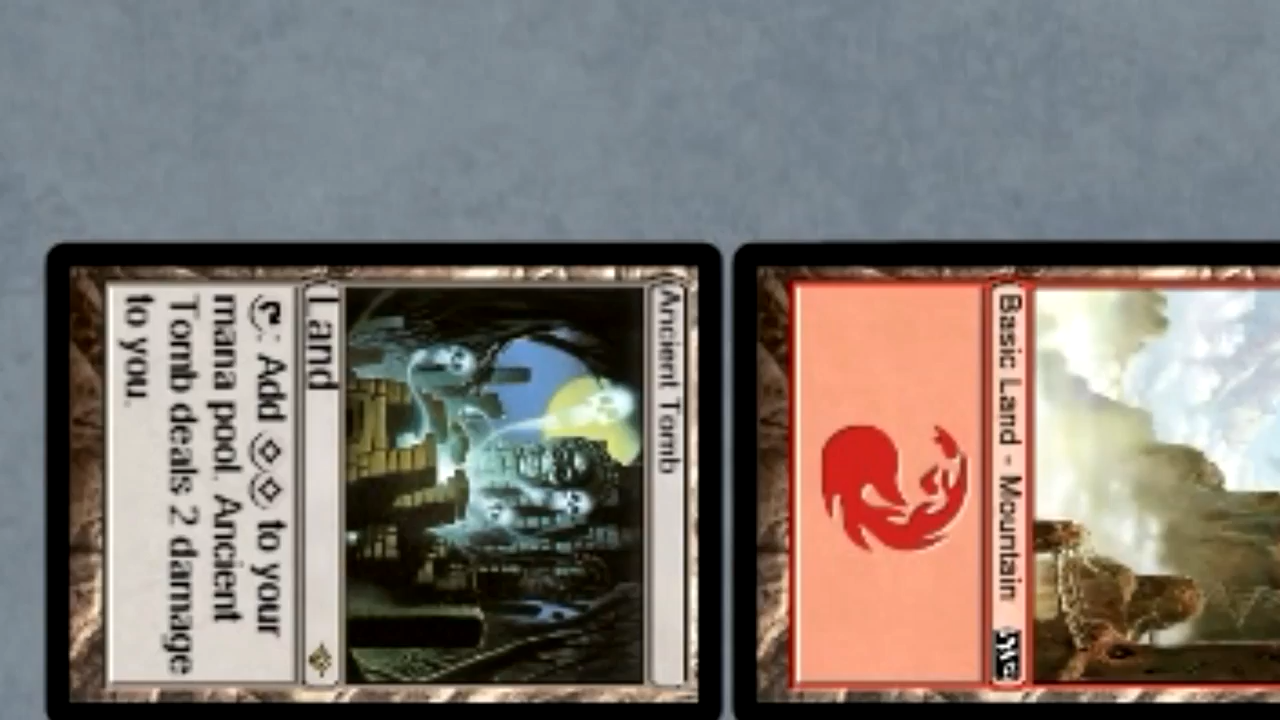 Ancient Tomb
Land
: Add to your
mana pool. Ancient
Tomb deals 2 damage
to you.
Basic Land - Mountain